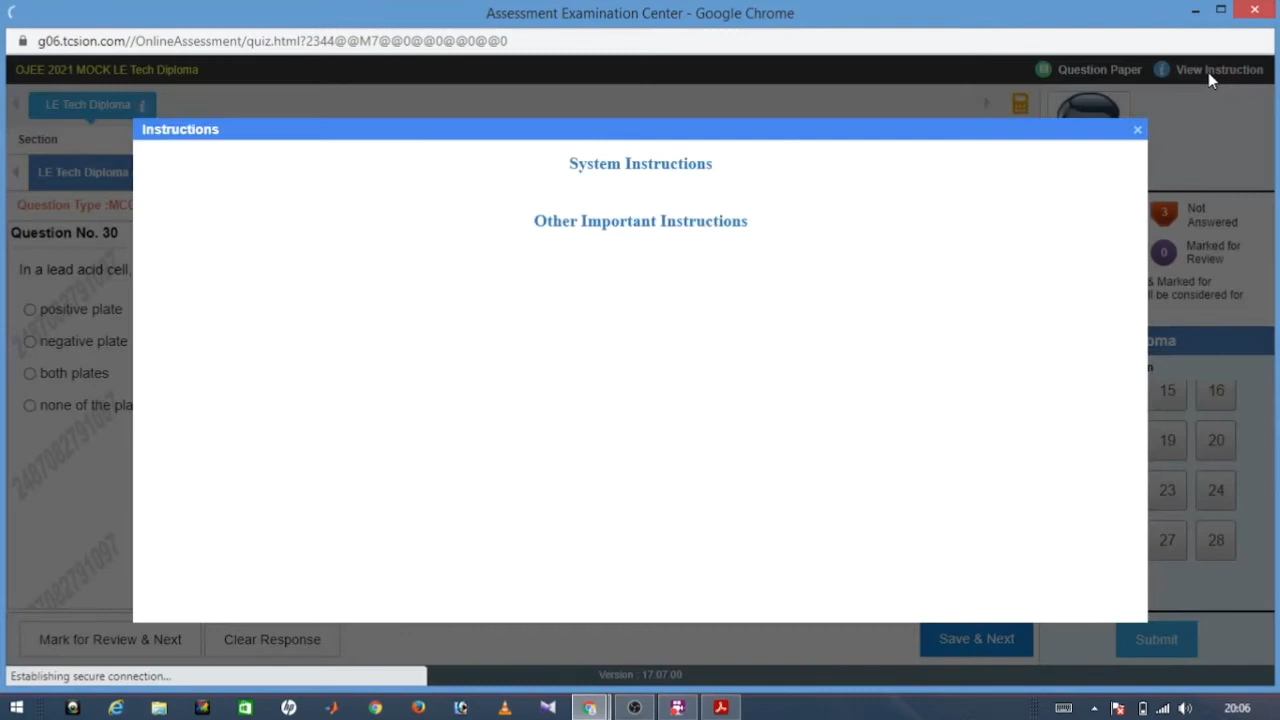 Assessment Examination Center - Google Chrome
g06.tcsion.com//OnlineAssessment/quiz.html?2344@@M7@@0@@0@@0@@0
OJEE 2021 MOCK LE Tech Diploma
Question Paper
View Instruction
LE Tech Diploma
Section
Instructions
System Instructions
Other Important Instructions
LE Tech Diploma
Question Type :MC
Question No. 30
In a lead acid cell,
positive plate
negative plate
both plates
none of the pla
3 Not Answered
0 Marked for Review
& Marked for
be considered for
15 16
19 20
23 24
27 28
Mark for Review & Next
Clear Response
Save & Next
Submit
Establishing secure connection...
Version : 17.07.00
2487082791097
20:06